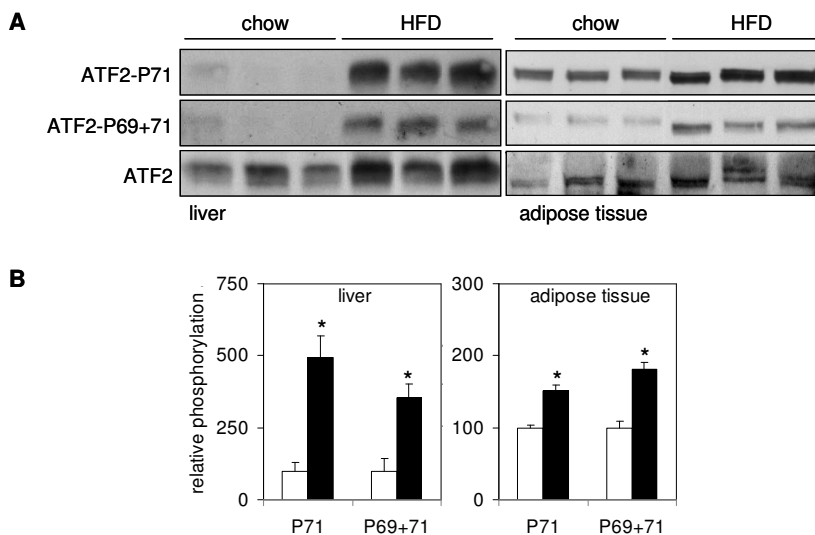 A
chow HFD chow HFD
ATF2-P71
ATF2-P69+71
ATF2
liver adipose tissue
B
relative phosphorylation
750 liver 300 adipose tissue
* *
500 200
* *
250 100
0 0
P71 P69+71 P71 P69+71